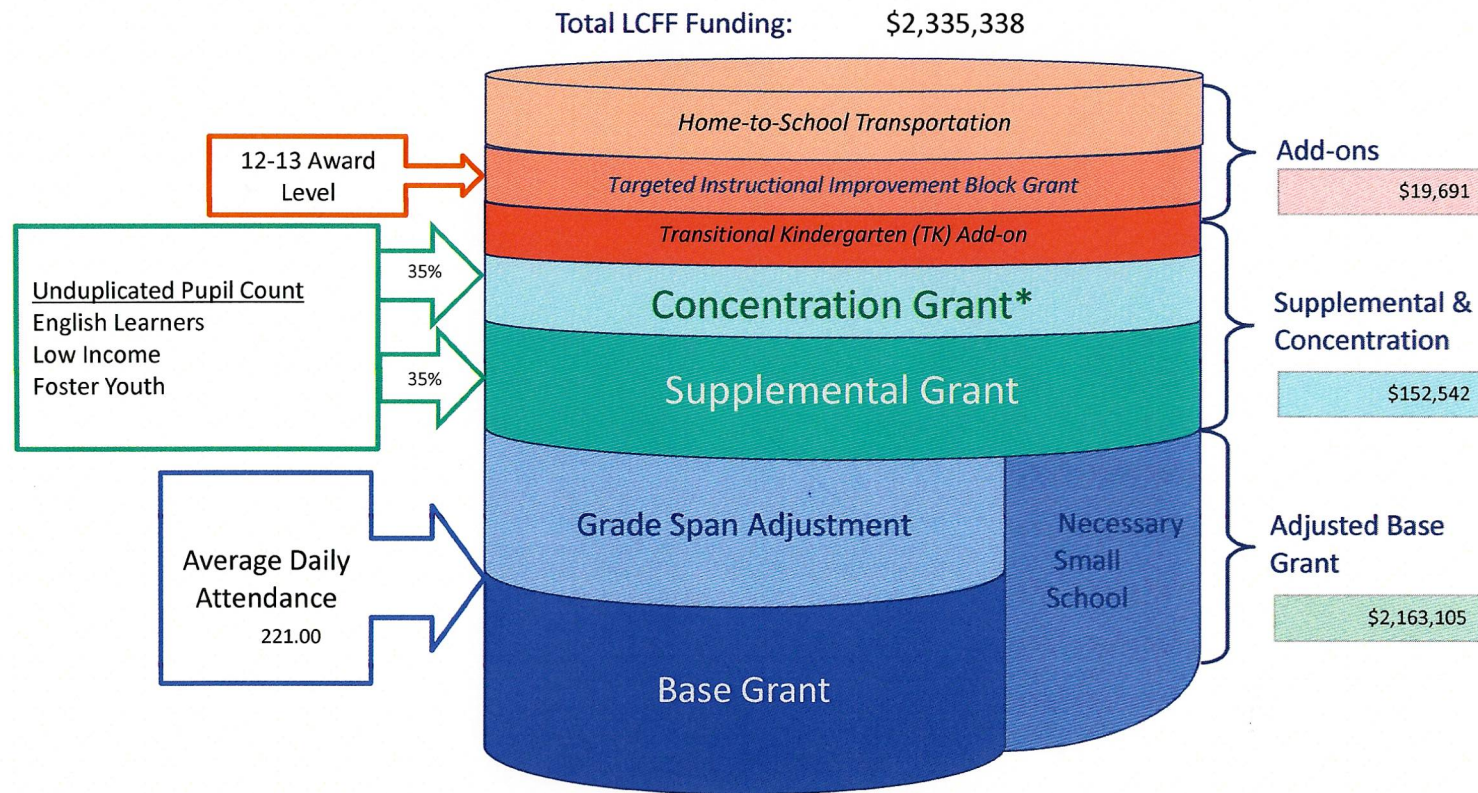 Total LCFF Funding: $2,335,338
Home-to-School Transportation
12-13 Award
Level
Targeted Instructional Improvement Block Grant
Add-ons
$19,691
Transitional Kindergarten (TK) Add-on
Unduplicated Pupil Count
English Learners
Low Income
Foster Youth
35%
35%
Concentration Grant*
Supplemental Grant
Supplemental &
Concentration
$152,542
Average Daily
Attendance
221.00
Grade Span Adjustment
Necessary
Small
School
Adjusted Base
Grant
$2,163,105
Base Grant